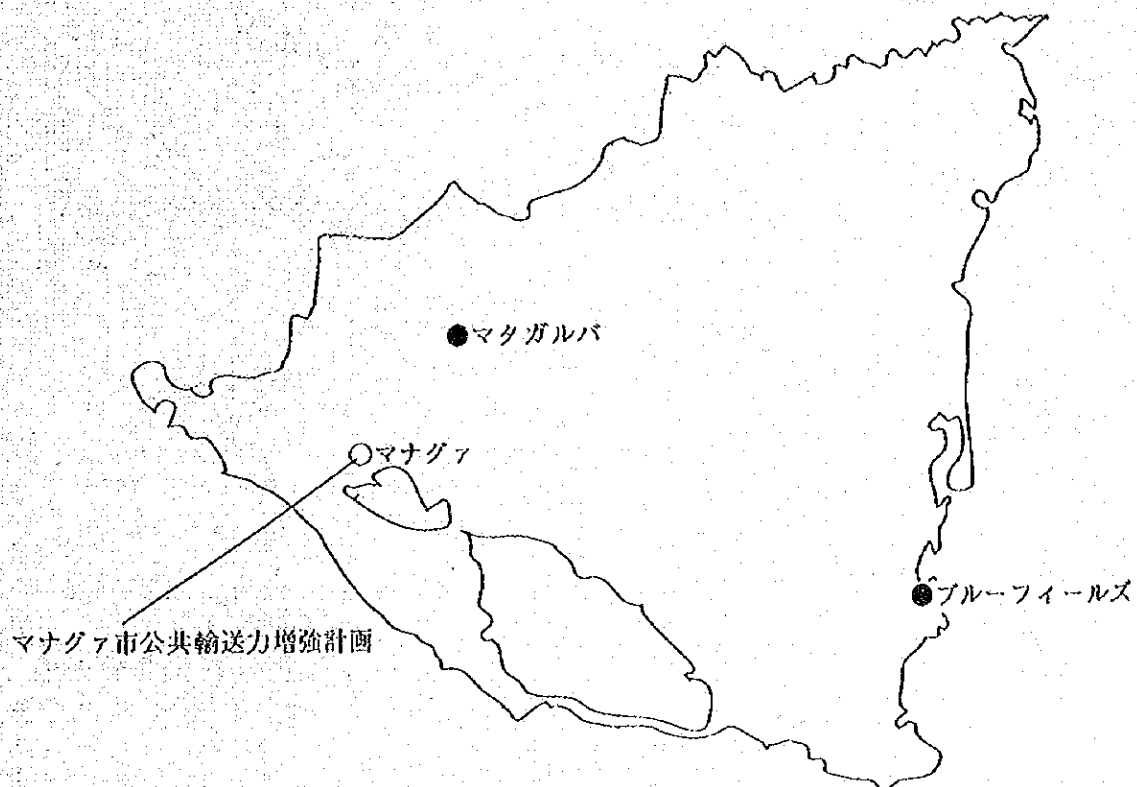 マタガルパ
マナグァ
ブルーフィールズ
マナグァ市公共輸送力増強計画